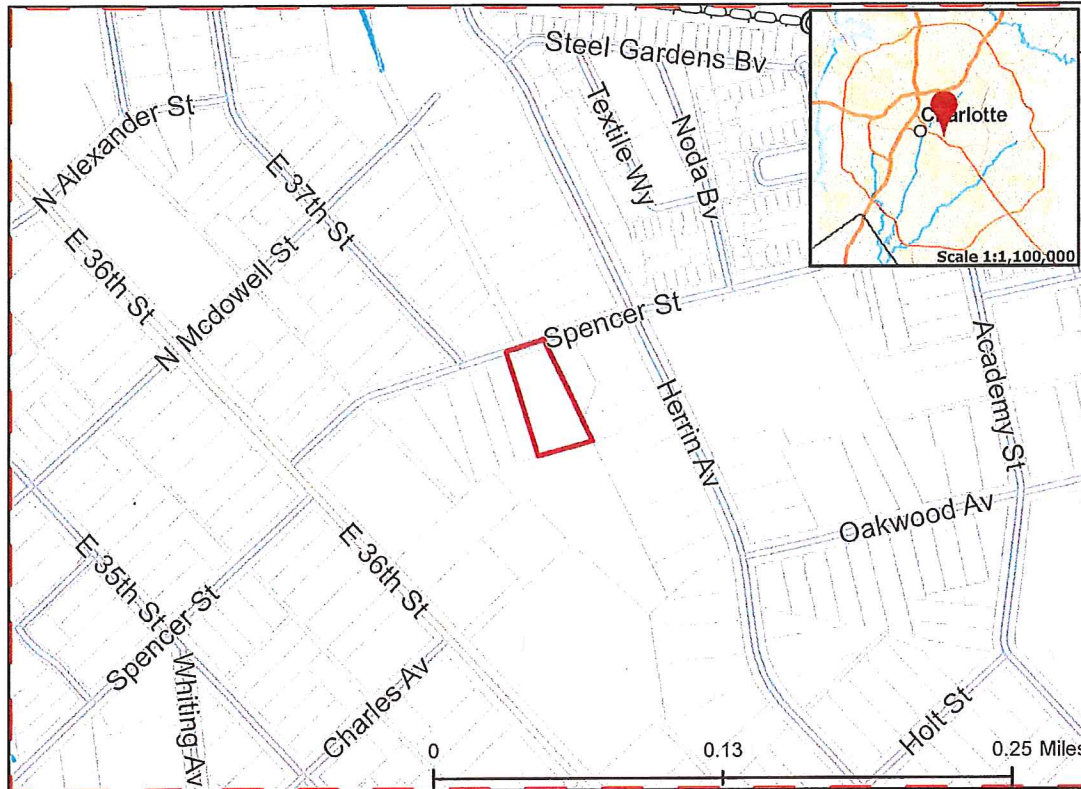 Steel Gardens Bv
Charlotte
Scale 1:1,100,000
N Alexander St
E 37th St
Textile Wy
Noda Bv
E 36th St
N Mcdowell St
Spencer St
Academy St
Herrin Av
Oakwood Av
E 36th St
E 35th St
Spencer St
Whiting Av
Charles Av
Holt St
0
0.13
0.25 Miles